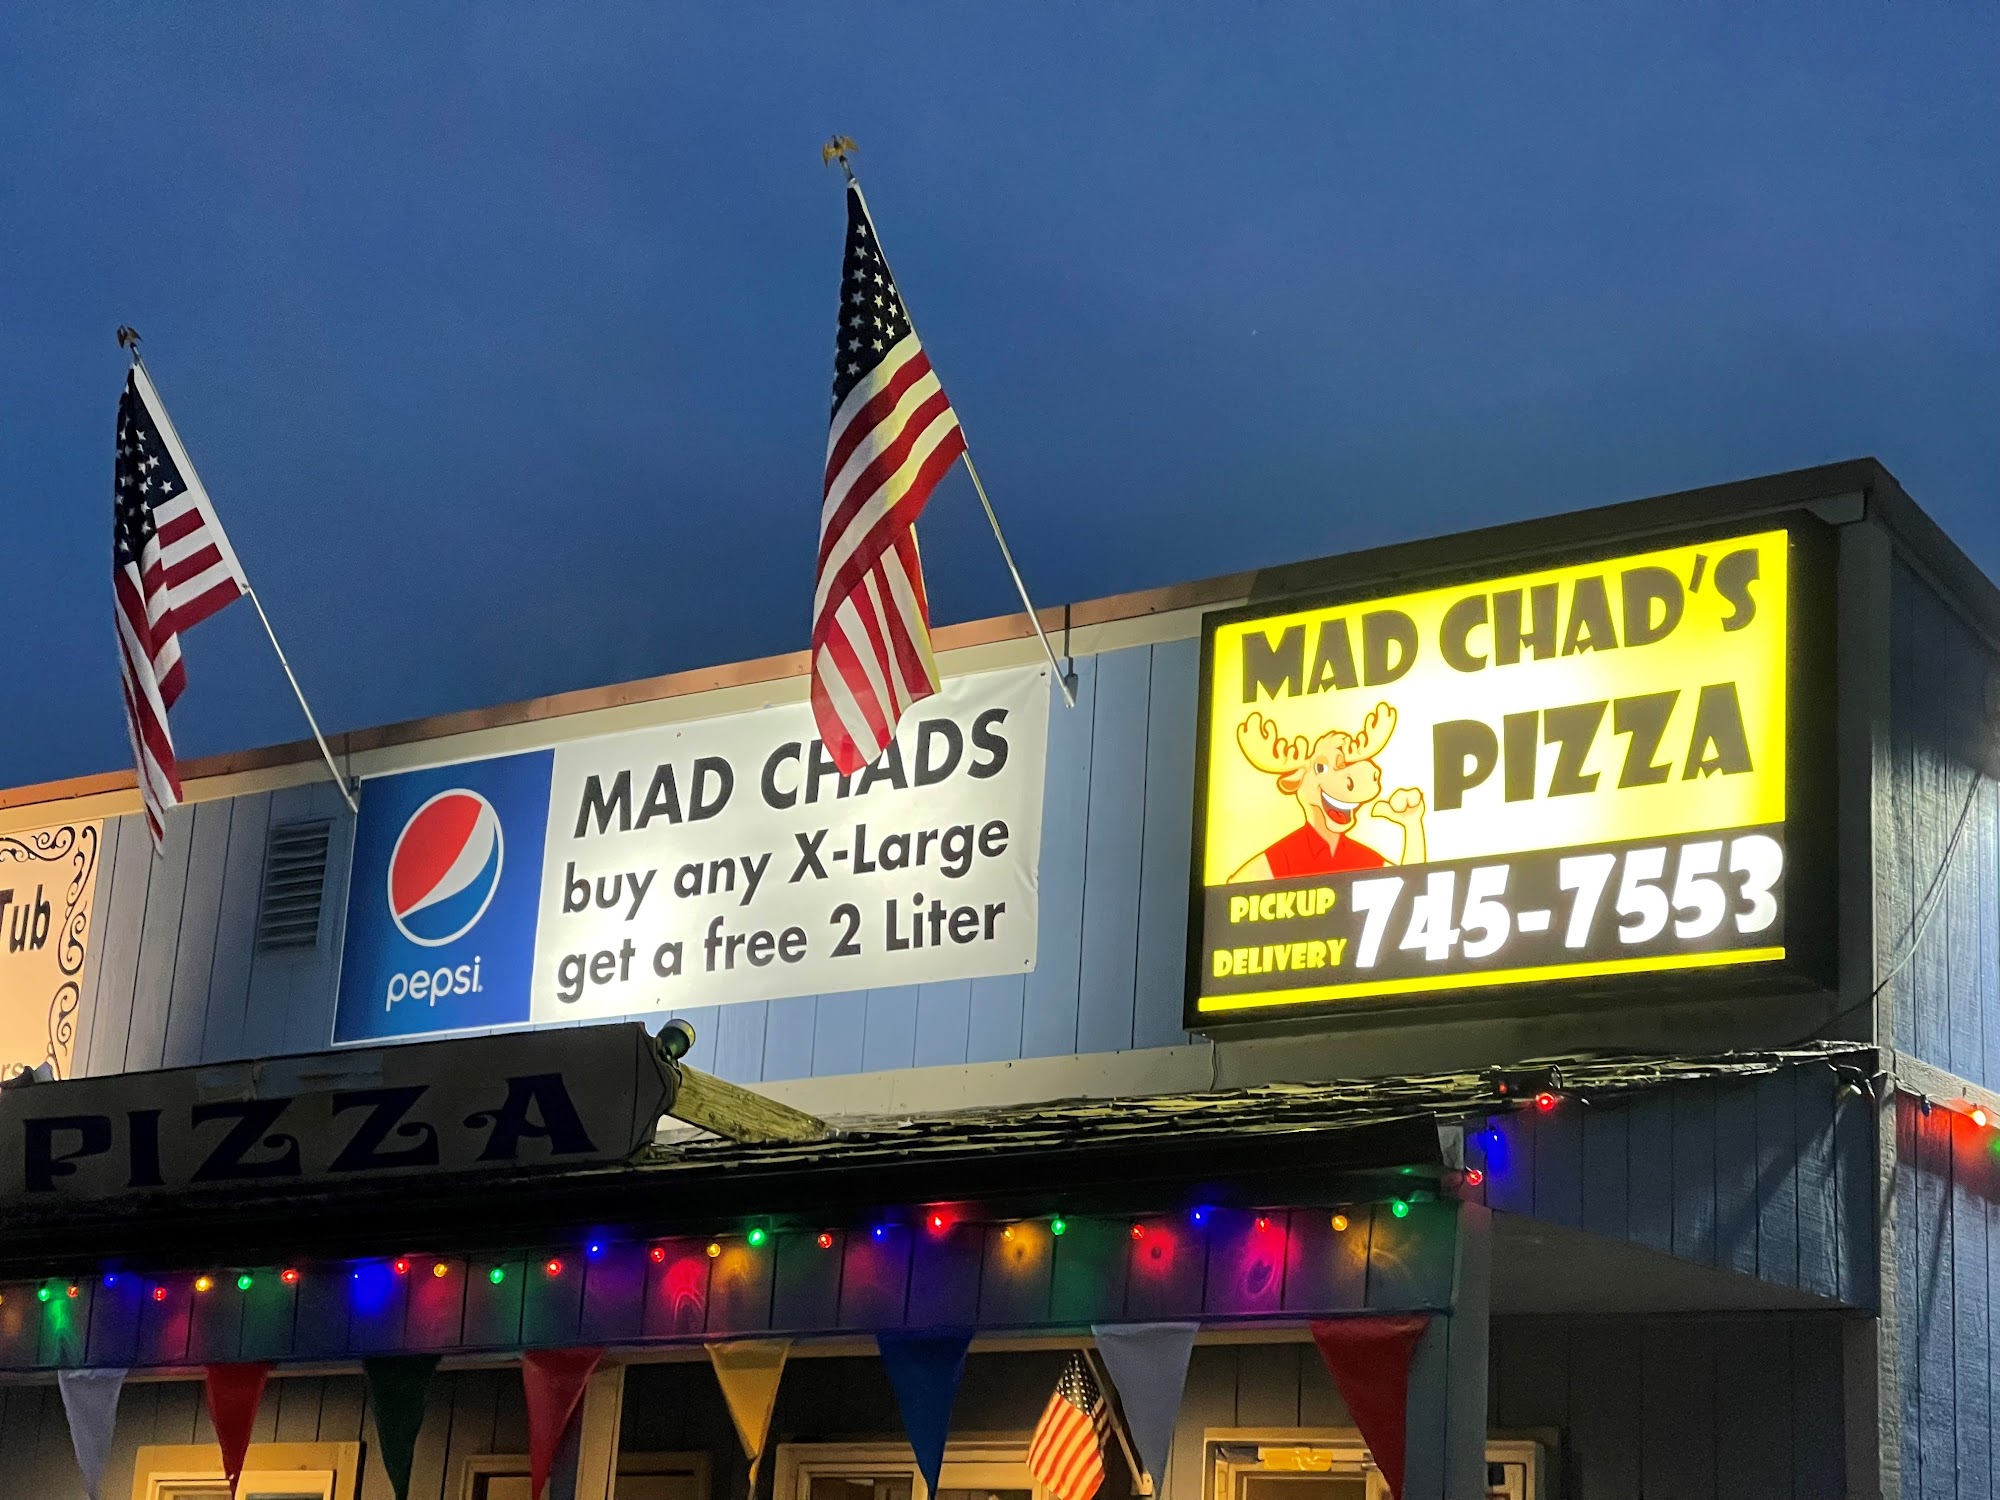 Tub
rs
pepsi
MAD CHADS
buy any X-Large
get a free 2 Liter
MAD CHAD'S
PIZZA
PICKUP
DELIVERY
745-7553
PIZZA